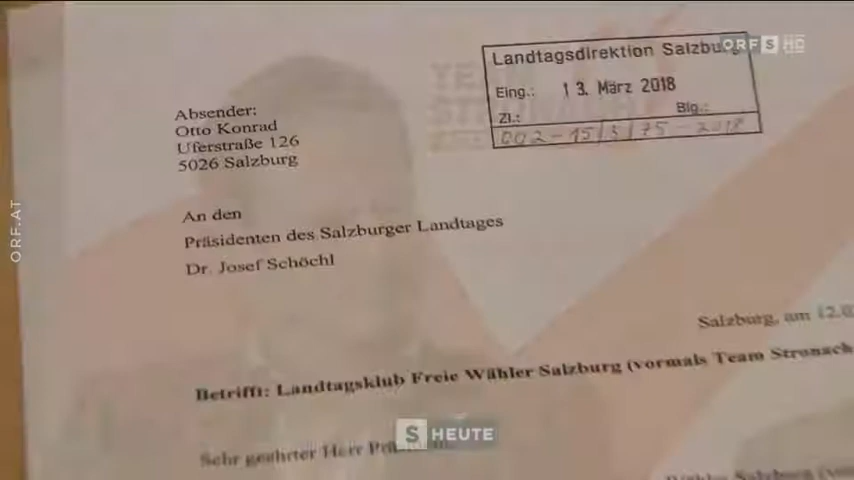 ORF S HD
Landtagsdirektion Salzburg
Eing.: 13. März 2018
Zl.: Blg.:
002-15/3/75-2018
Absender:
Otto Konrad
Uferstraße 126
5026 Salzburg
An den
Präsidenten des Salzburger Landtages
Dr. Josef Schöchl
ORF.AT
Salzburg, am
Betrifft: Landtagsklub Freie Wähler Salzburg (vormals Team Stronach
Sehr geehrter Herr
S HEUTE